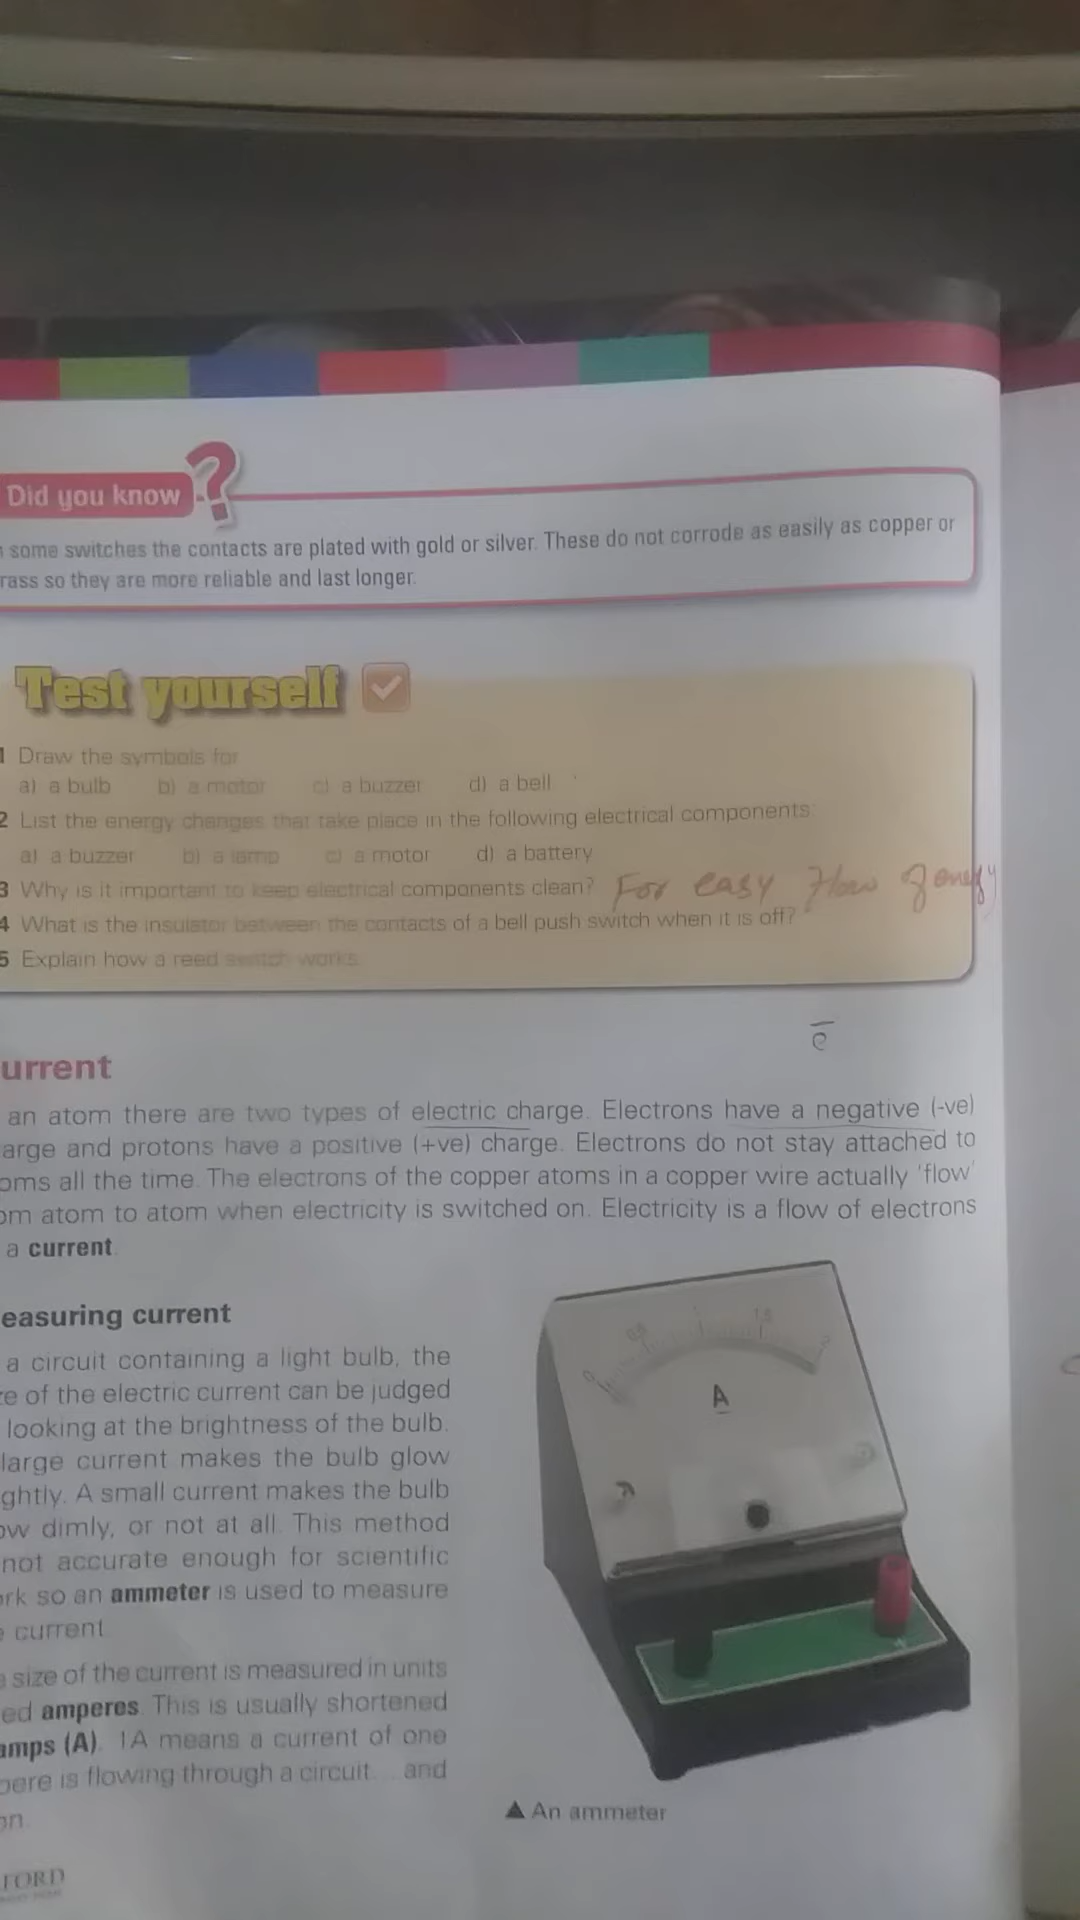 Did you know ?
some switches the contacts are plated with gold or silver. These do not corrode as easily as copper or
rass so they are more reliable and last longer.
Test yourself
1 Draw the symbols for
a) a bulb b) a motor c) a buzzer d) a bell
2 List the energy changes that take place in the following electrical components:
a) a buzzer b) a lamp c) a motor d) a battery
3 Why is it important to keep electrical components clean? For easy flow of energy
4 What is the insulator between the contacts of a bell push switch when it is off?
5 Explain how a reed switch works.
e
urrent
an atom there are two types of electric charge. Electrons have a negative (-ve)
arge and protons have a positive (+ve) charge. Electrons do not stay attached to
oms all the time. The electrons of the copper atoms in a copper wire actually 'flow'
om atom to atom when electricity is switched on. Electricity is a flow of electrons
a current.
easuring current
a circuit containing a light bulb, the
e of the electric current can be judged
looking at the brightness of the bulb.
large current makes the bulb glow
ghtly. A small current makes the bulb
ow dimly, or not at all. This method
not accurate enough for scientific
rk so an ammeter is used to measure
e current.
e size of the current is measured in units
ed amperes. This is usually shortened
amps (A). 1A means a current of one
pere is flowing through a circuit... and
on.
0 0.5 1 1.5 2
A
▲ An ammeter
FORD